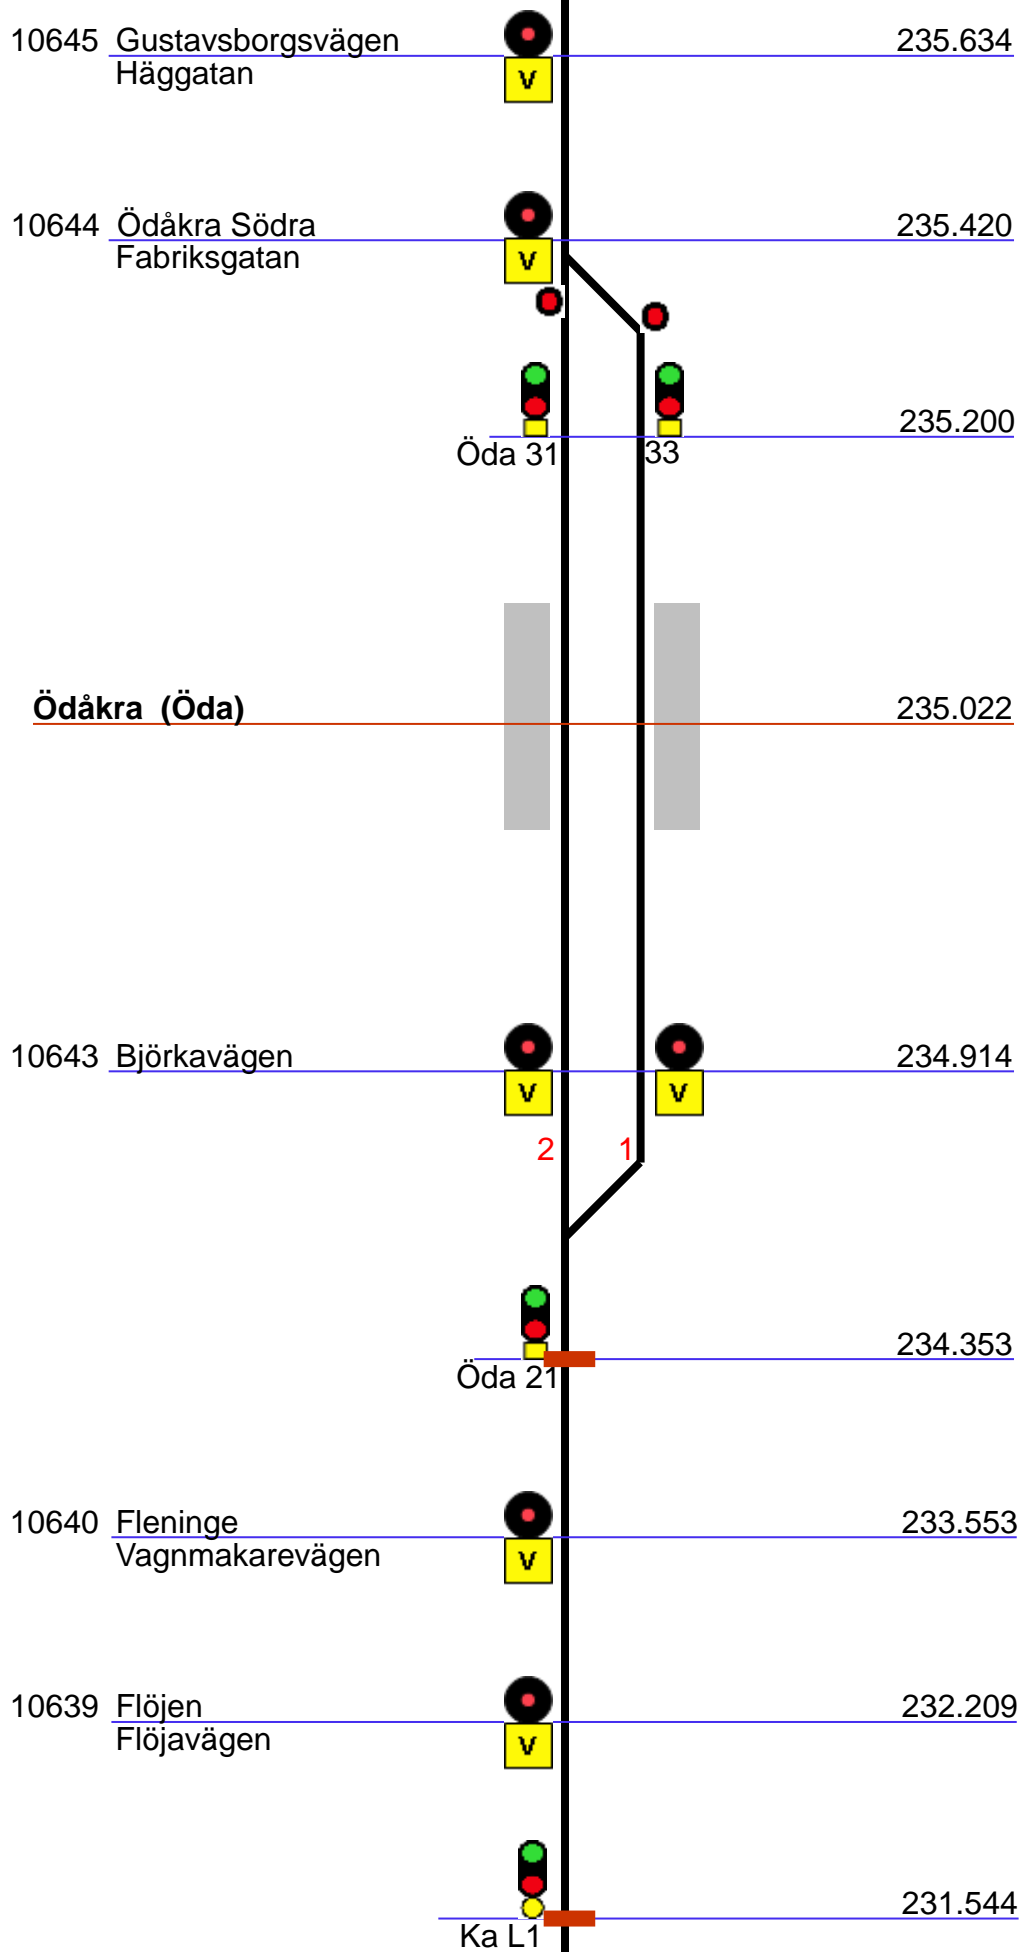 10645 Gustavsborgsvägen 235.634
Häggatan
V
10644 Ödåkra Södra 235.420
Fabriksgatan
V
235.200
Öda 31 33
Ödåkra (Öda) 235.022
10643 Björkavägen 234.914
V V
2 1
234.353
Öda 21
10640 Fleninge 233.553
Vagnmakarevägen
V
10639 Flöjen 232.209
Flöjavägen
V
231.544
Ka L1